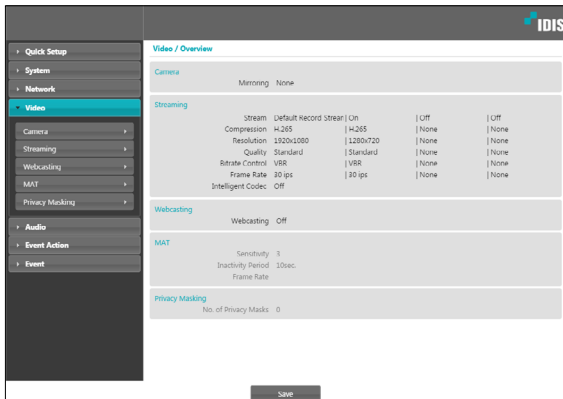 IDIS
Quick Setup
System
Network
Video
Camera
Streaming
Webcasting
MAT
Privacy Masking
Audio
Event Action
Event
Video / Overview
Camera
Mirroring None
Streaming
Stream Default Record Strear | On | Off | Off
Compression H.265 | H.265 | None | None
Resolution 1920x1080 | 1280x720 | None | None
Quality Standard | Standard | None | None
Bitrate Control VBR | VBR | None | None
Frame Rate 30 ips | 30 ips | None | None
Intelligent Codec Off
Webcasting
Webcasting Off
MAT
Sensitivity 3
Inactivity Period 10sec.
Frame Rate
Privacy Masking
No. of Privacy Masks 0
Save